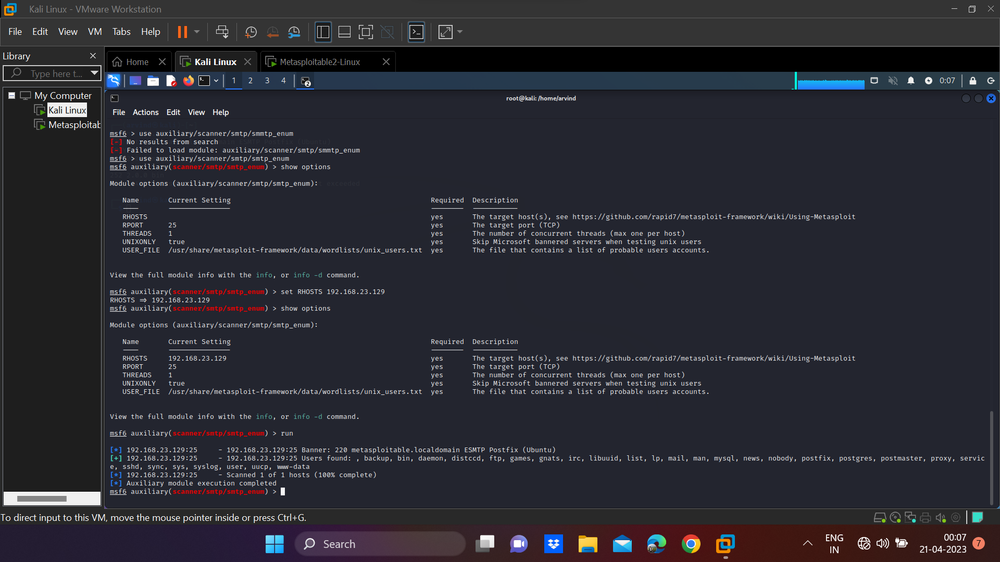 Kali Linux - VMware Workstation
File Edit View VM Tabs Help
Library
Type here t...
My Computer
Kali Linux
Metasploitab
Home
Kali Linux
Metasploitable2-Linux
1 2 3 4 2 0:07
root@kali: /home/arvind
File Actions Edit View Help
msf6 > use auxiliary/scanner/smtp/smmtp_enum
[-] No results from search
[-] Failed to load module: auxiliary/scanner/smtp/smmtp_enum
msf6 > use auxiliary/scanner/smtp/smtp_enum
msf6 auxiliary(scanner/smtp/smtp_enum) > show options
Module options (auxiliary/scanner/smtp/smtp_enum):
Name Current Setting Required Description
RHOSTS yes The target host(s), see https://github.com/rapid7/metasploit-framework/wiki/Using-Metasploit
RPORT 25 yes The target port (TCP)
THREADS 1 yes The number of concurrent threads (max one per host)
UNIXONLY true yes Skip Microsoft bannered servers when testing unix users
USER_FILE /usr/share/metasploit-framework/data/wordlists/unix_users.txt yes The file that contains a list of probable users accounts.
View the full module info with the info, or info -d command.
msf6 auxiliary(scanner/smtp/smtp_enum) > set RHOSTS 192.168.23.129
RHOSTS => 192.168.23.129
msf6 auxiliary(scanner/smtp/smtp_enum) > show options
Module options (auxiliary/scanner/smtp/smtp_enum):
Name Current Setting Required Description
RHOSTS 192.168.23.129 yes The target host(s), see https://github.com/rapid7/metasploit-framework/wiki/Using-Metasploit
RPORT 25 yes The target port (TCP)
THREADS 1 yes The number of concurrent threads (max one per host)
UNIXONLY true yes Skip Microsoft bannered servers when testing unix users
USER_FILE /usr/share/metasploit-framework/data/wordlists/unix_users.txt yes The file that contains a list of probable users accounts.
View the full module info with the info, or info -d command.
msf6 auxiliary(scanner/smtp/smtp_enum) > run
[*] 192.168.23.129:25 - 192.168.23.129:25 Banner: 220 metasploitable.localdomain ESMTP Postfix (Ubuntu)
[+] 192.168.23.129:25 - 192.168.23.129:25 Users found: , backup, bin, daemon, distccd, ftp, games, gnats, irc, libuuid, list, lp, mail, man, mysql, news, nobody, postfix, postgres, postmaster, proxy, servic
e, sshd, sync, sys, syslog, user, uucp, www-data
[*] 192.168.23.129:25 - Scanned 1 of 1 hosts (100% complete)
[*] Auxiliary module execution completed
msf6 auxiliary(scanner/smtp/smtp_enum) >
To direct input to this VM, move the mouse pointer inside or press Ctrl+G.
Search
ENG
IN
00:07
21-04-2023
7